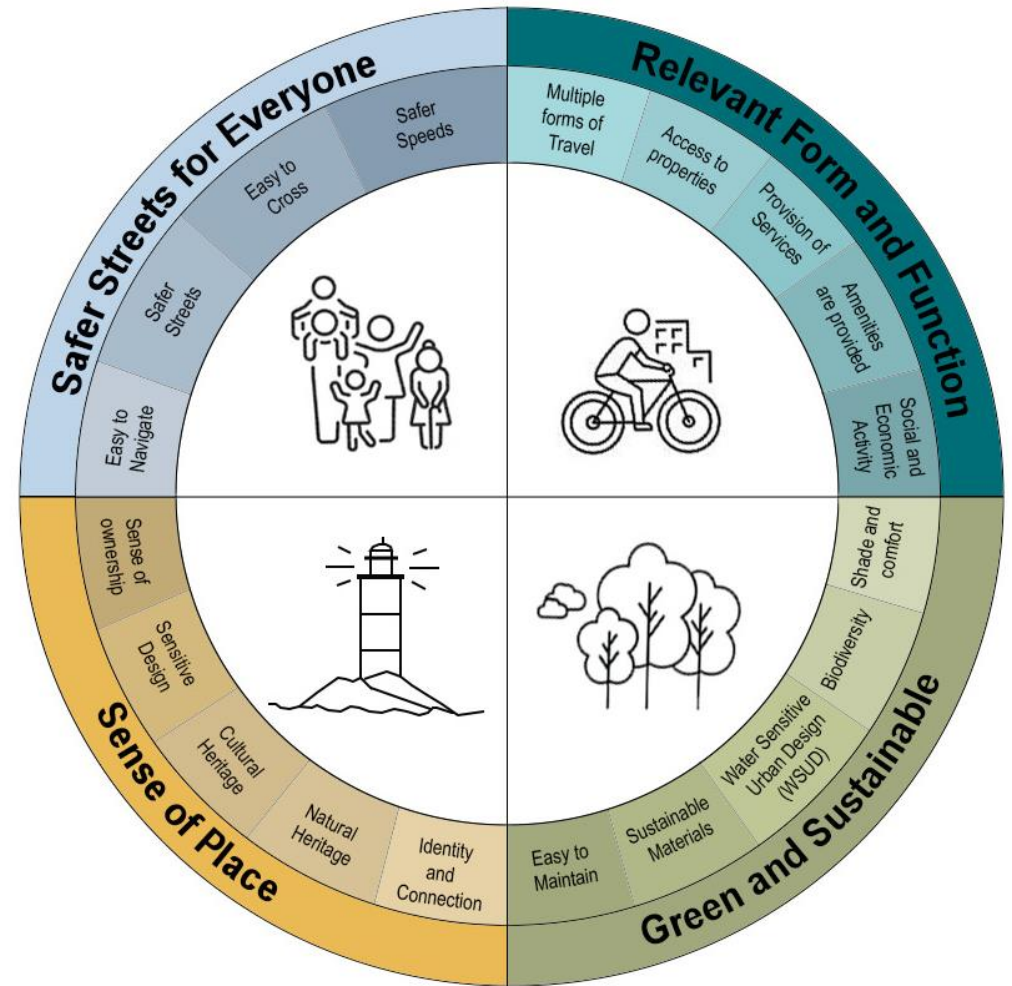 Safer Streets for Everyone
Safer
Speeds
Easy to
Cross
Safer
Streets
Easy to
Navigate
Relevant Form and Function
Multiple
forms of
Travel
Access to
properties
Provision of
Services
Amenities
are provided
Social and
Economic
Activity
Shade and
comfort
Biodiversity
Water Sensitive
Urban Design
(WSUD)
Sustainable
Materials
Easy to
Maintain
Green and Sustainable
Sense of
ownership
Sensitive
Design
Cultural
Heritage
Natural
Heritage
Identity
and
Connection
Sense of Place